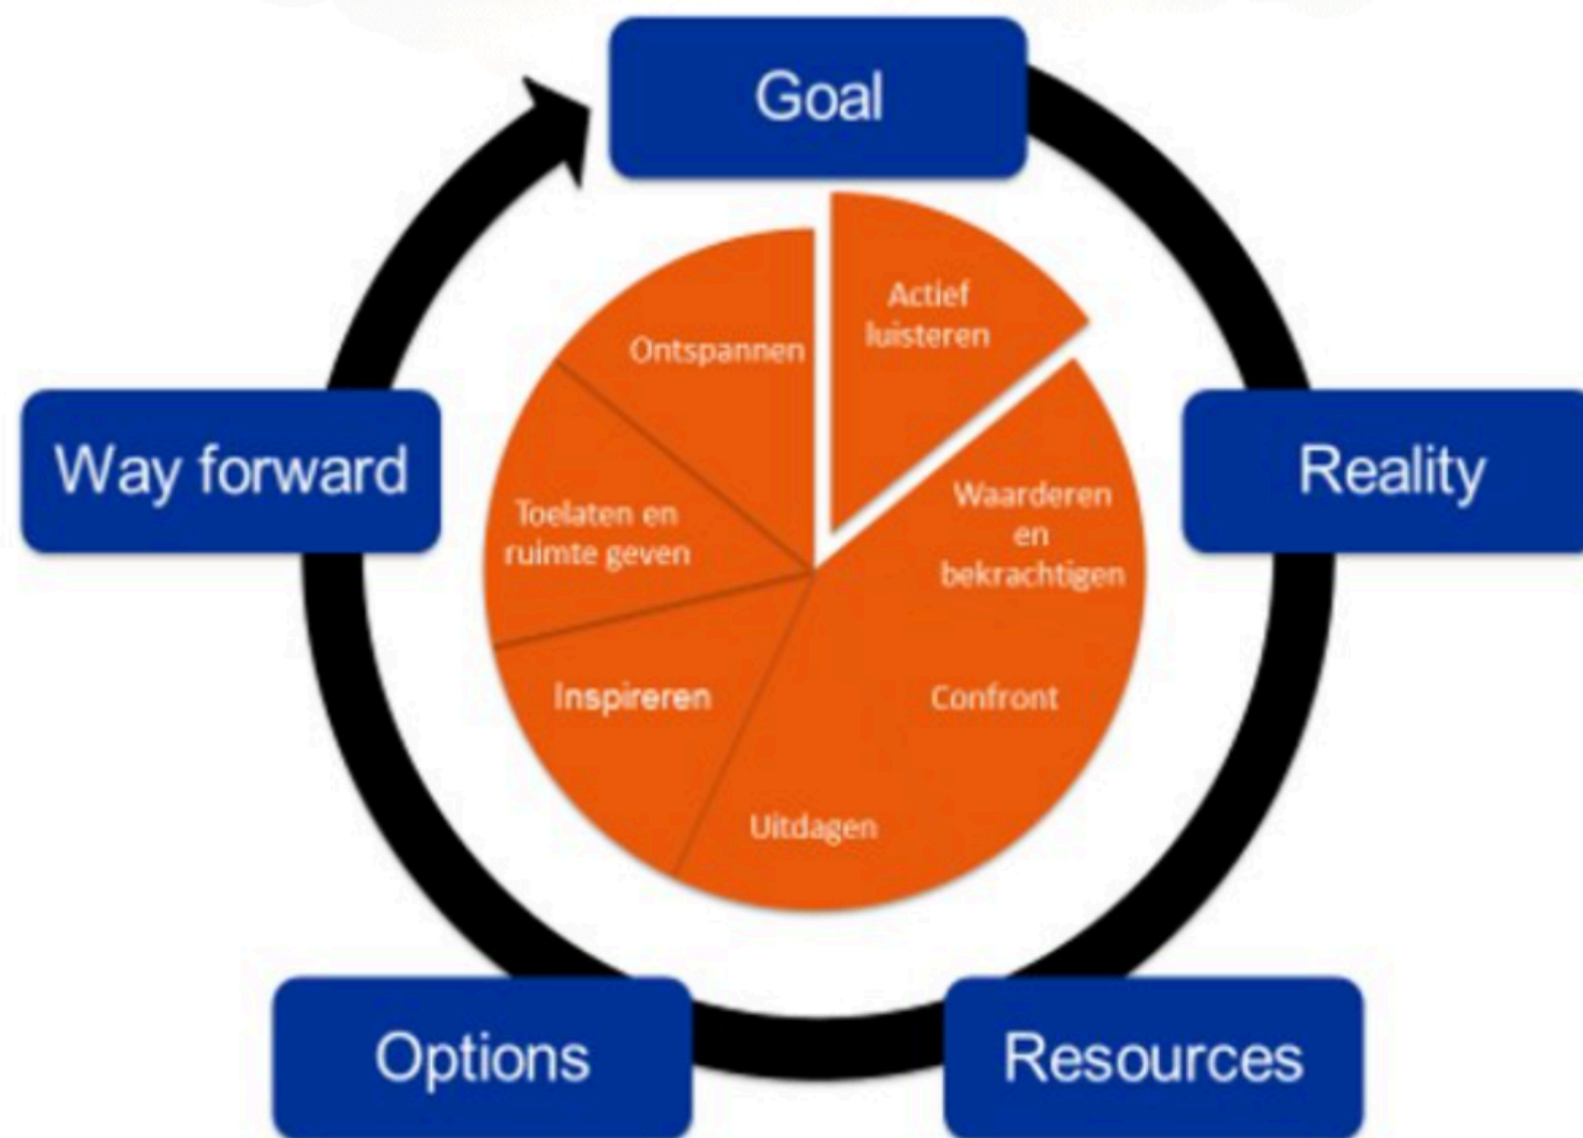 Goal
Actief
luisteren
Ontspannen
Way forward
Reality
Waarderen
en
bekrachtigen
Toelaten en
ruimte geven
Inspireren
Confront
Uitdagen
Options
Resources